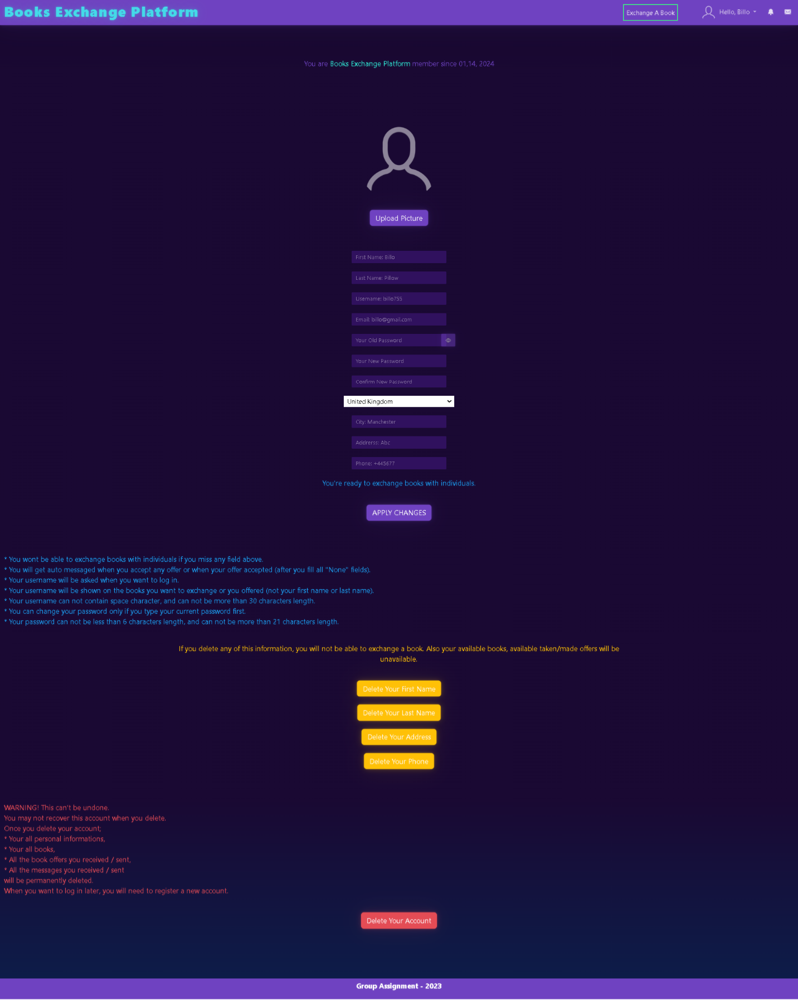 Books Exchange Platform
Exchange A Book
Hello, Billo
You are Books Exchange Platform member since 01,14, 2024
Upload Picture
First Name: Billo
Last Name: Pillow
Username: billo755
Email: billo@gmail.com
Your Old Password
Your New Password
Confirm New Password
United Kingdom
City: Manchester
Addrerss: Abc
Phone: +445677
You're ready to exchange books with individuals.
APPLY CHANGES
* You wont be able to exchange books with individuals if you miss any field above.
* You will get auto messaged when you accept any offer or when your offer accepted (after you fill all "None" fields).
* Your username will be asked when you want to log in.
* Your username will be shown on the books you want to exchange or you offered (not your first name or last name).
* Your username can not contain space character, and can not be more than 30 characters length.
* You can change your password only if you type your current password first.
* Your password can not be less than 6 characters length, and can not be more than 21 characters length.
If you delete any of this information, you will not be able to exchange a book. Also your available books, available taken/made offers will be
unavailable.
Delete Your First Name
Delete Your Last Name
Delete Your Address
Delete Your Phone
WARNING! This can't be undone.
You may not recover this account when you delete.
Once you delete your account;
* Your all personal informations,
* Your all books,
* All the book offers you received / sent,
* All the messages you received / sent
will be permanently deleted.
When you want to log in later, you will need to register a new account.
Delete Your Account
Group Assignment - 2023